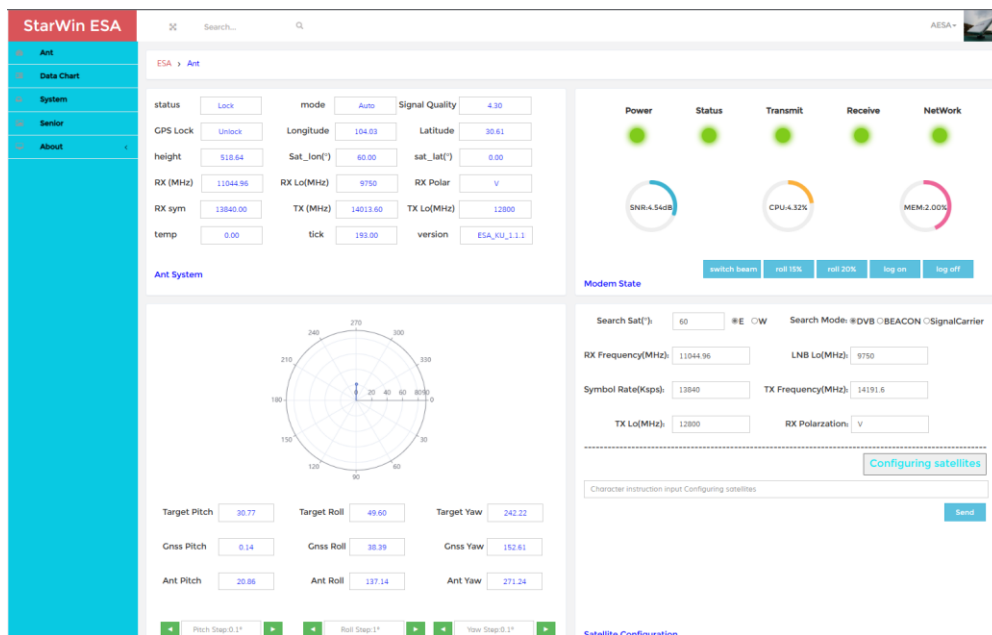 StarWin ESA
Search...
AESA
Ant
Data Chart
System
Senior
About
ESA > Ant
status Lock mode Auto Signal Quality 4.30
GPS Lock Unlock Longitude 104.03 Latitude 30.61
height 518.64 Sat_lon(°) 60.00 sat_lat(°) 0.00
RX (MHz) 11044.96 RX Lo(MHz) 9750 RX Polar V
RX sym 13840.00 TX (MHz) 14013.60 TX Lo(MHz) 12800
temp 0.00 tick 193.00 version ESA_KU_1.1.1
Ant System
Power Status Transmit Receive NetWork
SNR:4.54dB CPU:4.32% MEM:2.00%
switch beam roll 15% roll 20% log on log off
Modem State
270
240 300
210 330
180 0 20 40 60 80 90 0
150 30
120 60
90
Target Pitch 30.77 Target Roll 49.60 Target Yaw 242.22
Gnss Pitch 0.14 Gnss Roll 38.39 Gnss Yaw 152.61
Ant Pitch 20.86 Ant Roll 137.14 Ant Yaw 271.24
Pitch Step:0.1° Roll Step:1° Yaw Step:0.1°
Search Sat(°): 60 E W Search Mode: DVB BEACON SignalCarrier
RX Frequency(MHz): 11044.96 LNB Lo(MHz): 9750
Symbol Rate(Ksps): 13840 TX Frequency(MHz): 14191.6
TX Lo(MHz): 12800 RX Polarzation: V
Configuring satellites
Character instruction input Configuring satellites
Send
Satellite Configuration